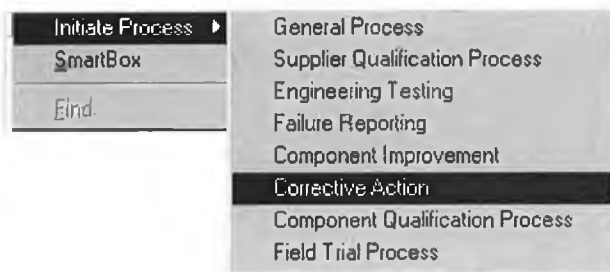 Initiate Process
SmartBox
Find.
General Process
Supplier Qualification Process
Engineering Testing
Failure Reporting
Component Improvement
Corrective Action
Component Qualification Process
Field Trial Process